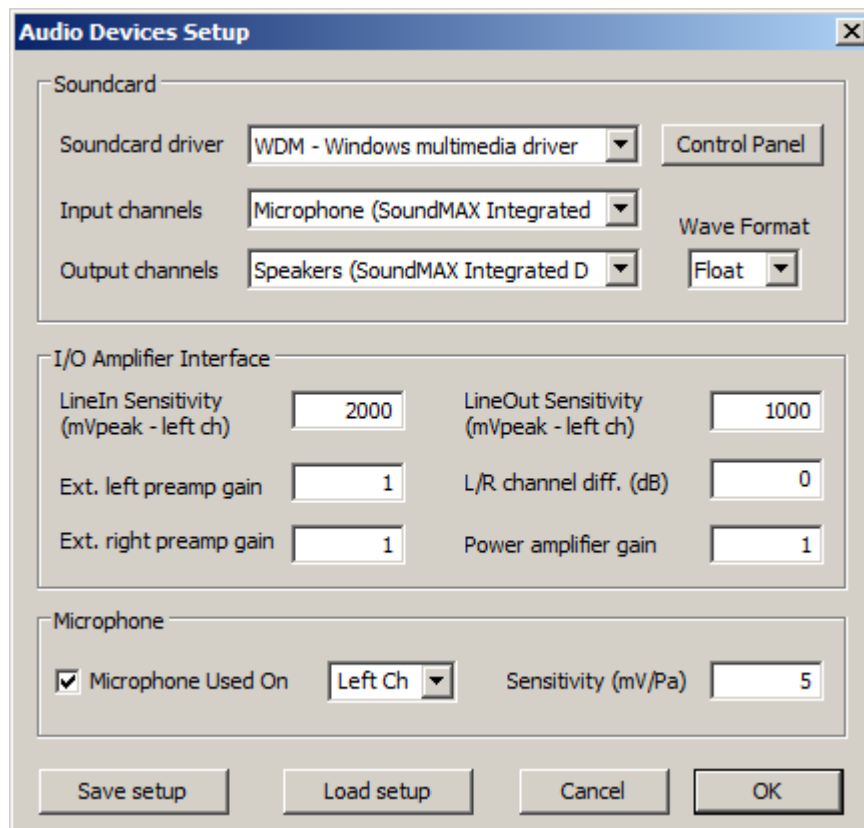 Audio Devices Setup
Soundcard
Soundcard driver WDM - Windows multimedia driver Control Panel
Input channels Microphone (SoundMAX Integrated
Wave Format
Output channels Speakers (SoundMAX Integrated D Float
I/O Amplifier Interface
LineIn Sensitivity
(mVpeak - left ch) 2000
LineOut Sensitivity
(mVpeak - left ch) 1000
Ext. left preamp gain 1 L/R channel diff. (dB) 0
Ext. right preamp gain 1 Power amplifier gain 1
Microphone
Microphone Used On Left Ch Sensitivity (mV/Pa) 5
Save setup Load setup Cancel OK